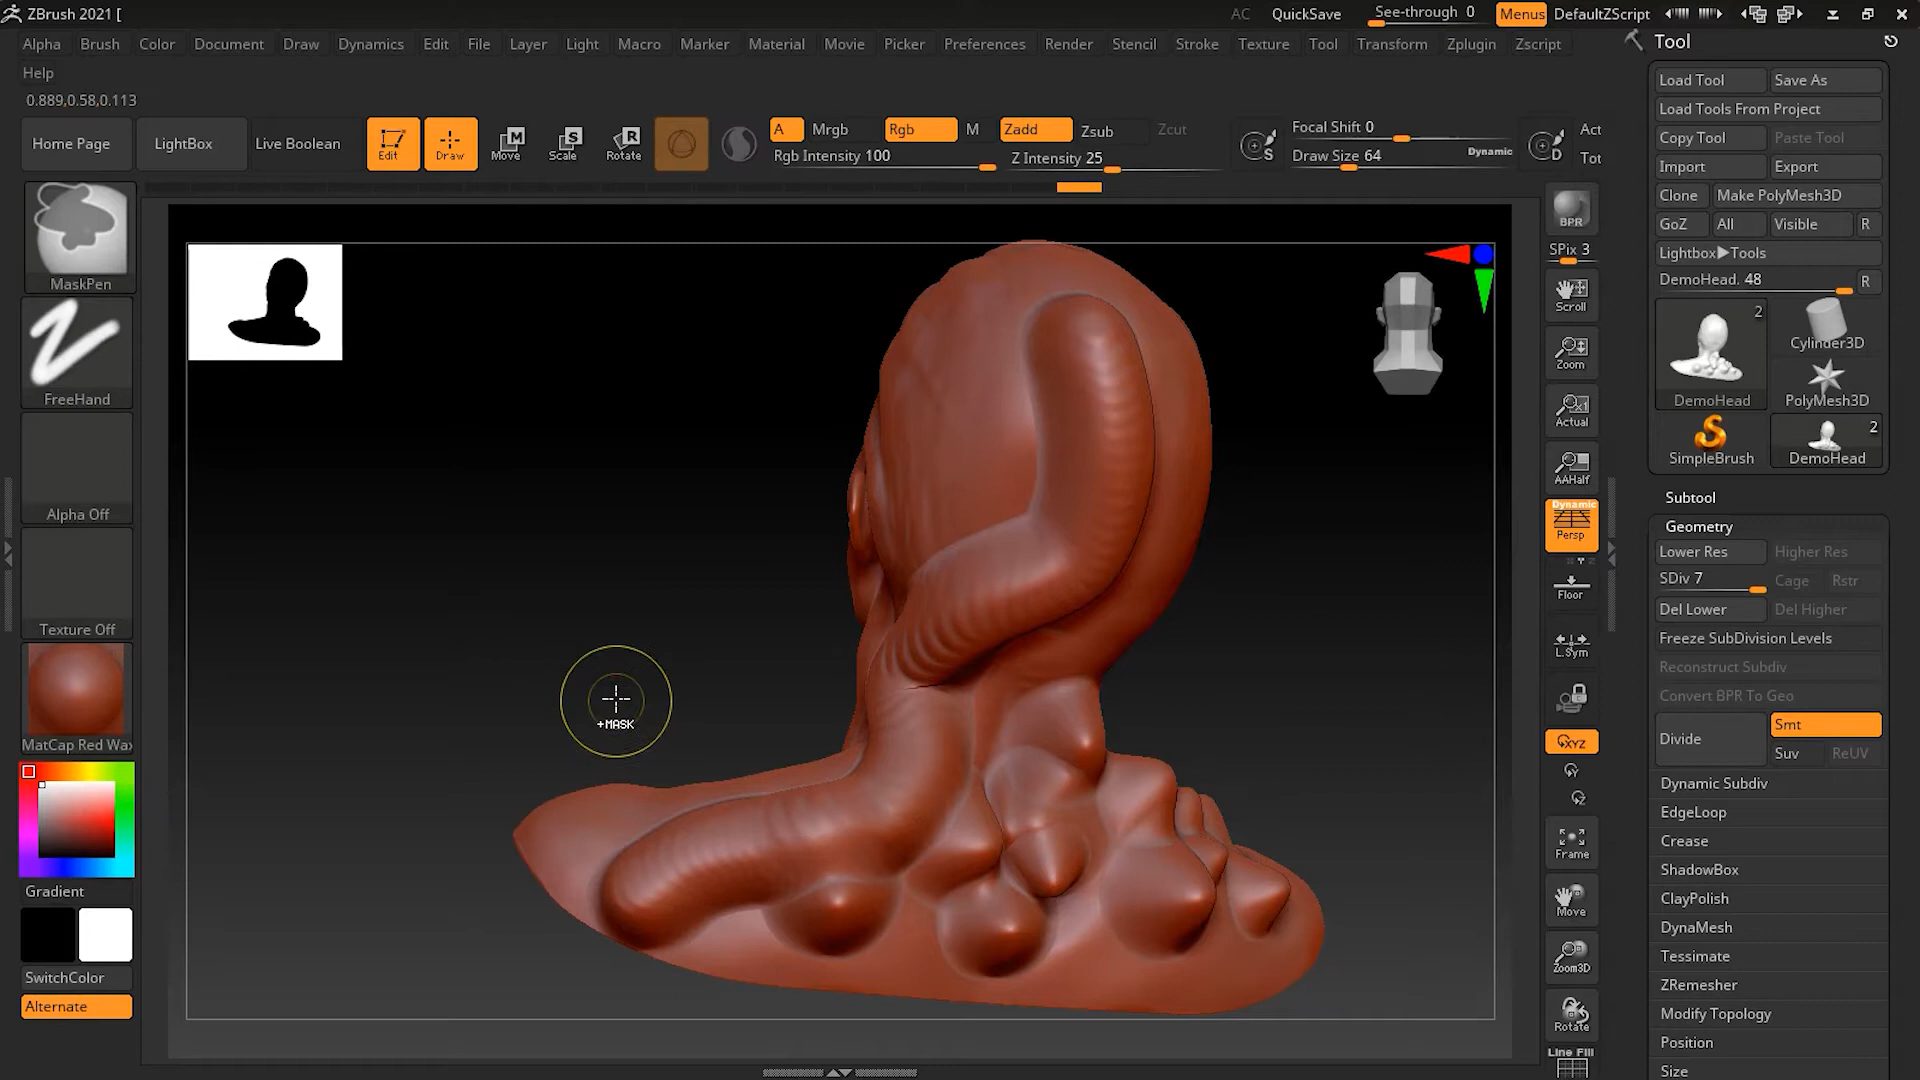 ZBrush 2021 [
AC
QuickSave
See-through 0
Menus
DefaultZScript
Alpha
Brush
Color
Document
Draw
Dynamics
Edit
File
Layer
Light
Macro
Marker
Material
Movie
Picker
Preferences
Render
Stencil
Stroke
Texture
Tool
Transform
Zplugin
Zscript
Help
0.889,0.58,0.113
Home Page
LightBox
Live Boolean
Edit
Draw
M
Move
S
Scale
R
Rotate
A
Mrgb
Rgb
M
Zadd
Zsub
Zcut
Rgb Intensity 100
Z Intensity 25
S
Focal Shift 0
Draw Size 64
Dynamic
D
Act
Tot
MaskPen
FreeHand
Alpha Off
Texture Off
MatCap Red Wax
Gradient
SwitchColor
Alternate
+MASK
BPR
SPix 3
Scroll
Zoom
Actual
AAHalf
Dynamic
Persp
Floor
L.Sym
XYZ
Frame
Move
Zoom3D
Rotate
Line Fill
Tool
Load Tool
Save As
Load Tools From Project
Copy Tool
Paste Tool
Import
Export
Clone
Make PolyMesh3D
GoZ
All
Visible
R
Lightbox▶Tools
DemoHead. 48
R
2
DemoHead
Cylinder3D
PolyMesh3D
SimpleBrush
2
DemoHead
Subtool
Geometry
Lower Res
Higher Res
SDiv 7
Cage
Rstr
Del Lower
Del Higher
Freeze SubDivision Levels
Reconstruct Subdiv
Convert BPR To Geo
Divide
Smt
Suv
ReUV
Dynamic Subdiv
EdgeLoop
Crease
ShadowBox
ClayPolish
DynaMesh
Tessimate
ZRemesher
Modify Topology
Position
Size